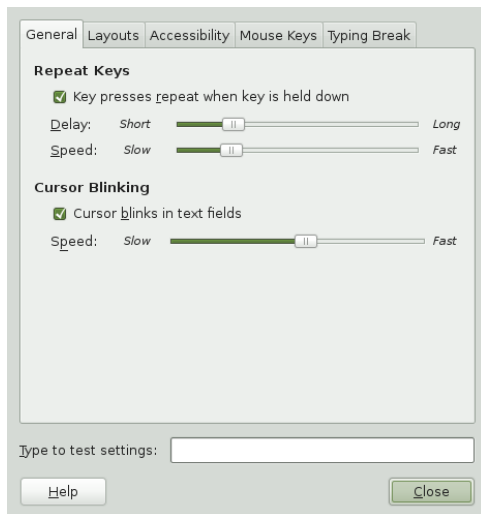 General Layouts Accessibility Mouse Keys Typing Break
Repeat Keys
Key presses repeat when key is held down
Delay: Short Long
Speed: Slow Fast
Cursor Blinking
Cursor blinks in text fields
Speed: Slow Fast
Type to test settings:
Help Close